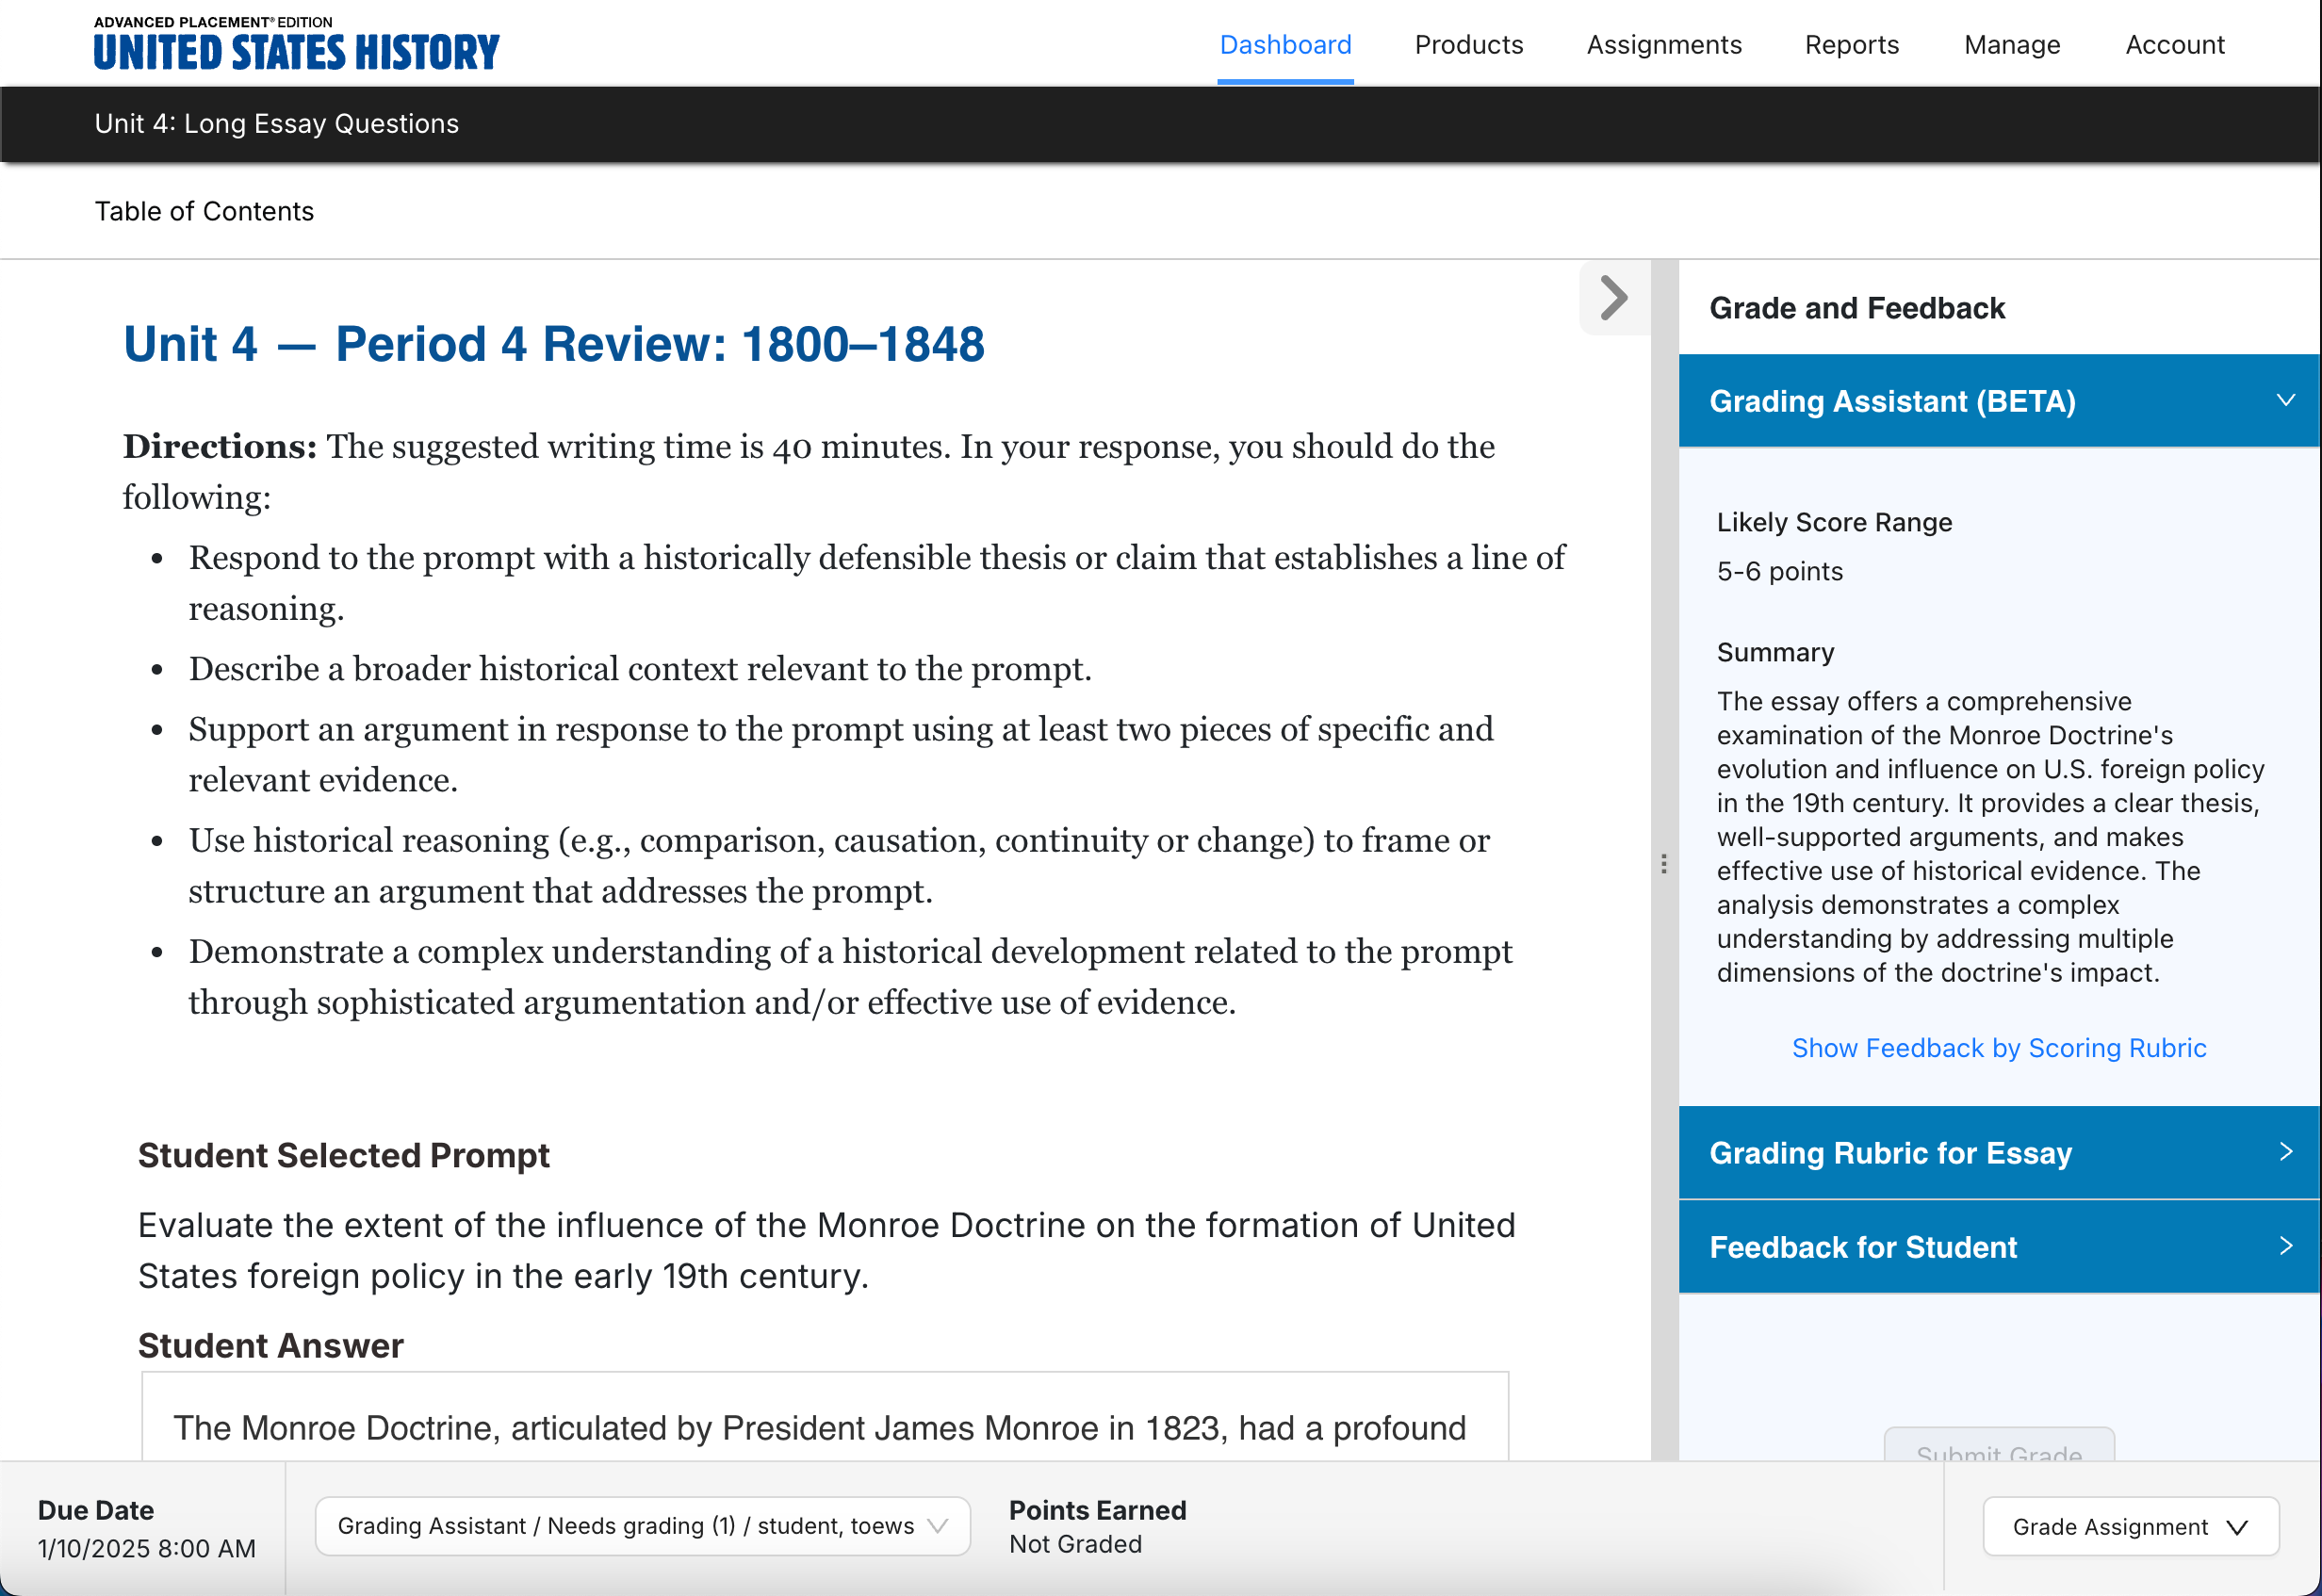 ADVANCED PLACEMENT® EDITION
UNITED STATES HISTORY
Dashboard Products Assignments Reports Manage Account
Unit 4: Long Essay Questions
Table of Contents
Unit 4 — Period 4 Review: 1800–1848
Directions: The suggested writing time is 40 minutes. In your response, you should do the
following:
• Respond to the prompt with a historically defensible thesis or claim that establishes a line of
reasoning.
• Describe a broader historical context relevant to the prompt.
• Support an argument in response to the prompt using at least two pieces of specific and
relevant evidence.
• Use historical reasoning (e.g., comparison, causation, continuity or change) to frame or
structure an argument that addresses the prompt.
• Demonstrate a complex understanding of a historical development related to the prompt
through sophisticated argumentation and/or effective use of evidence.
Student Selected Prompt
Evaluate the extent of the influence of the Monroe Doctrine on the formation of United
States foreign policy in the early 19th century.
Student Answer
The Monroe Doctrine, articulated by President James Monroe in 1823, had a profound
Grade and Feedback
Grading Assistant (BETA)
Likely Score Range
5-6 points
Summary
The essay offers a comprehensive
examination of the Monroe Doctrine's
evolution and influence on U.S. foreign policy
in the 19th century. It provides a clear thesis,
well-supported arguments, and makes
effective use of historical evidence. The
analysis demonstrates a complex
understanding by addressing multiple
dimensions of the doctrine's impact.
Show Feedback by Scoring Rubric
Grading Rubric for Essay
Feedback for Student
Submit Grade
Due Date
1/10/2025 8:00 AM
Grading Assistant / Needs grading (1) / student, toews
Points Earned
Not Graded
Grade Assignment